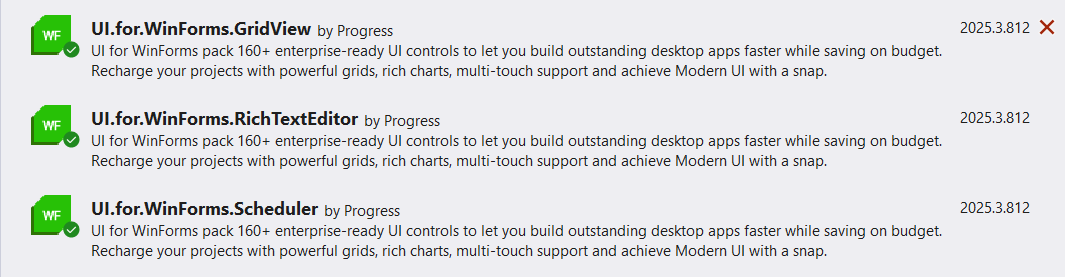 WF
UI.for.WinForms.GridView by Progress 2025.3.812
UI for WinForms pack 160+ enterprise-ready UI controls to let you build outstanding desktop apps faster while saving on budget.
Recharge your projects with powerful grids, rich charts, multi-touch support and achieve Modern UI with a snap.
WF
UI.for.WinForms.RichTextEditor by Progress 2025.3.812
UI for WinForms pack 160+ enterprise-ready UI controls to let you build outstanding desktop apps faster while saving on budget.
Recharge your projects with powerful grids, rich charts, multi-touch support and achieve Modern UI with a snap.
WF
UI.for.WinForms.Scheduler by Progress 2025.3.812
UI for WinForms pack 160+ enterprise-ready UI controls to let you build outstanding desktop apps faster while saving on budget.
Recharge your projects with powerful grids, rich charts, multi-touch support and achieve Modern UI with a snap.